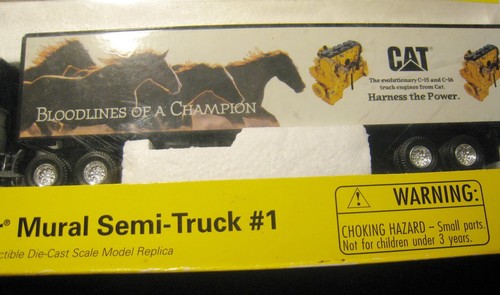 BLOODLINES OF A CHAMPION
CAT
The evolutionary C-15 and C-16
truck engines from Cat.
Harness the Power.
Mural Semi-Truck #1
Die-Cast Scale Model Replica
WARNING:
CHOKING HAZARD – Small parts.
Not for children under 3 years.